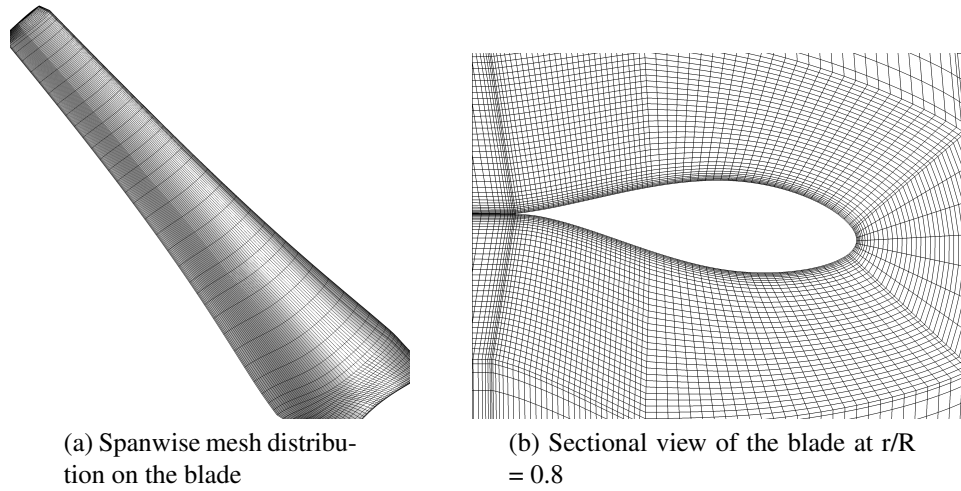 (a) Spanwise mesh distribu-
tion on the blade
(b) Sectional view of the blade at r/R
= 0.8